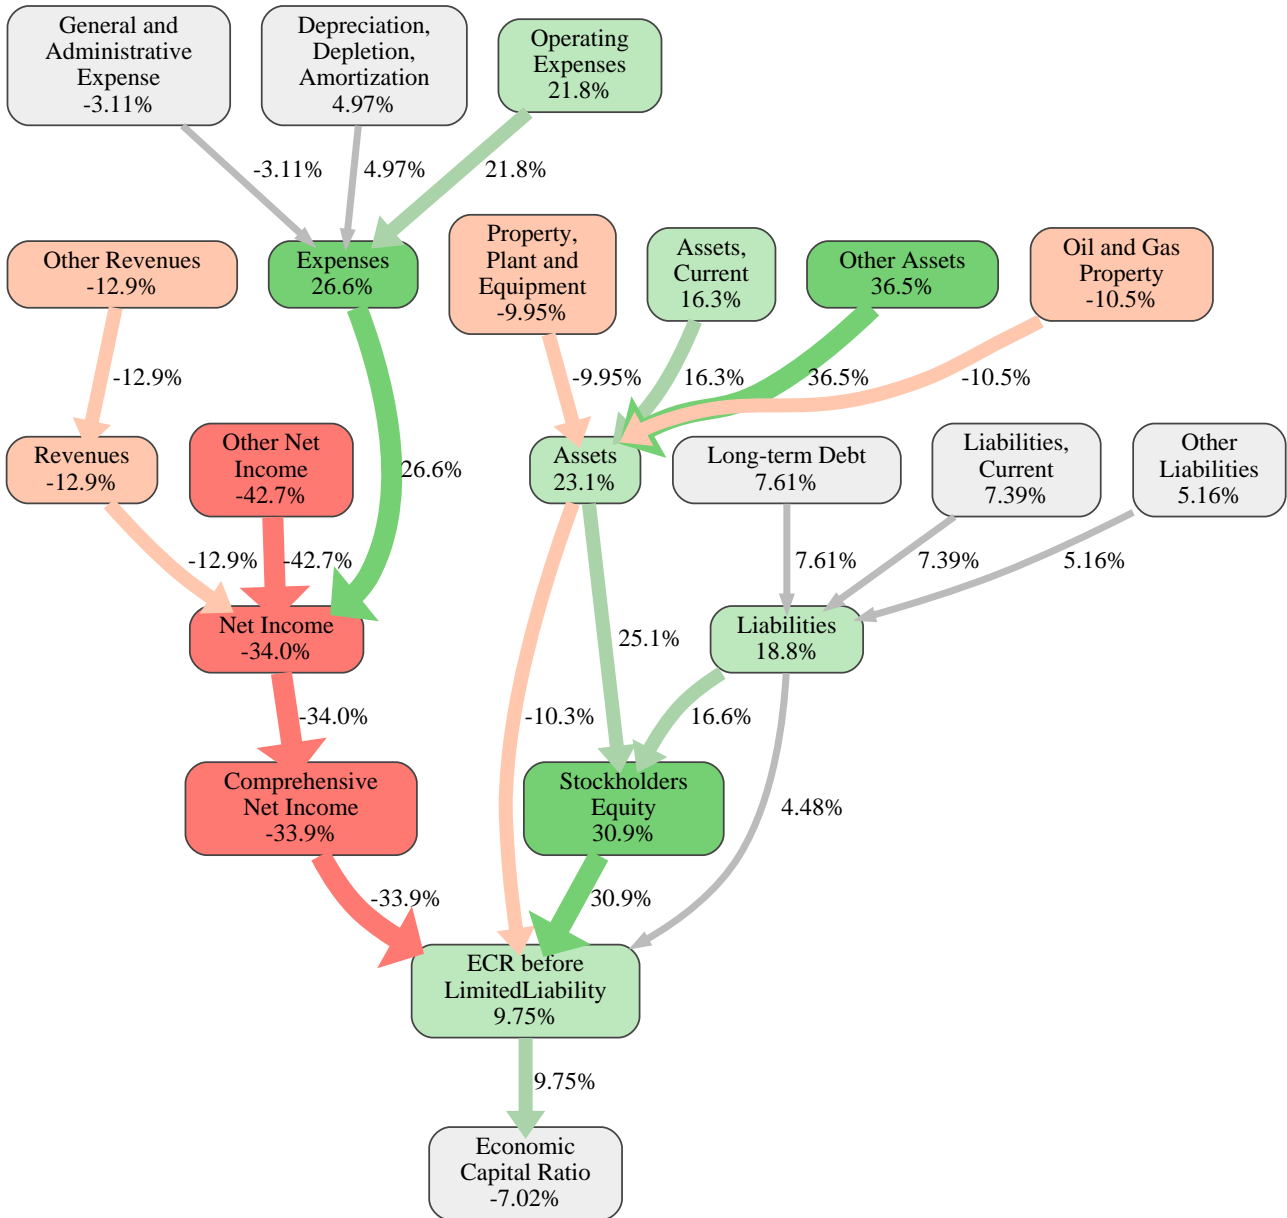 General and
Administrative
Expense
-3.11%
Depreciation,
Depletion,
Amortization
4.97%
Operating
Expenses
21.8%
-3.11%
4.97%
21.8%
Other Revenues
-12.9%
Expenses
26.6%
Property,
Plant and
Equipment
-9.95%
Assets,
Current
16.3%
Other Assets
36.5%
Oil and Gas
Property
-10.5%
-12.9%
-9.95%
16.3%
36.5%
-10.5%
Revenues
-12.9%
Other Net
Income
-42.7%
26.6%
Assets
23.1%
Long-term Debt
7.61%
Liabilities,
Current
7.39%
Other
Liabilities
5.16%
-12.9%
-42.7%
7.61%
7.39%
5.16%
Net Income
-34.0%
25.1%
Liabilities
18.8%
-34.0%
-10.3%
16.6%
Comprehensive
Net Income
-33.9%
Stockholders
Equity
30.9%
4.48%
-33.9%
30.9%
ECR before
LimitedLiability
9.75%
9.75%
Economic
Capital Ratio
-7.02%